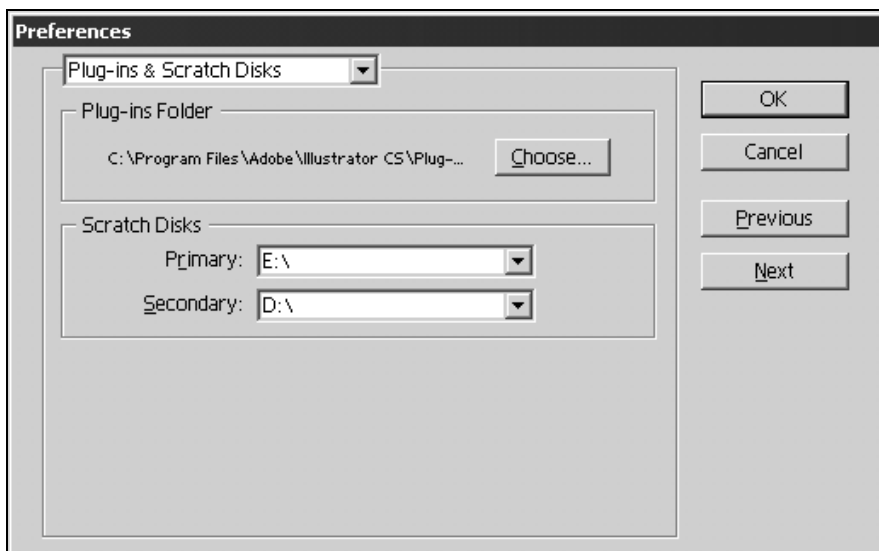 Preferences
Plug-ins & Scratch Disks
Plug-ins Folder
C:\Program Files\Adobe\Illustrator CS\Plug-...
Choose...
Scratch Disks
Primary: E:\
Secondary: D:\
OK
Cancel
Previous
Next